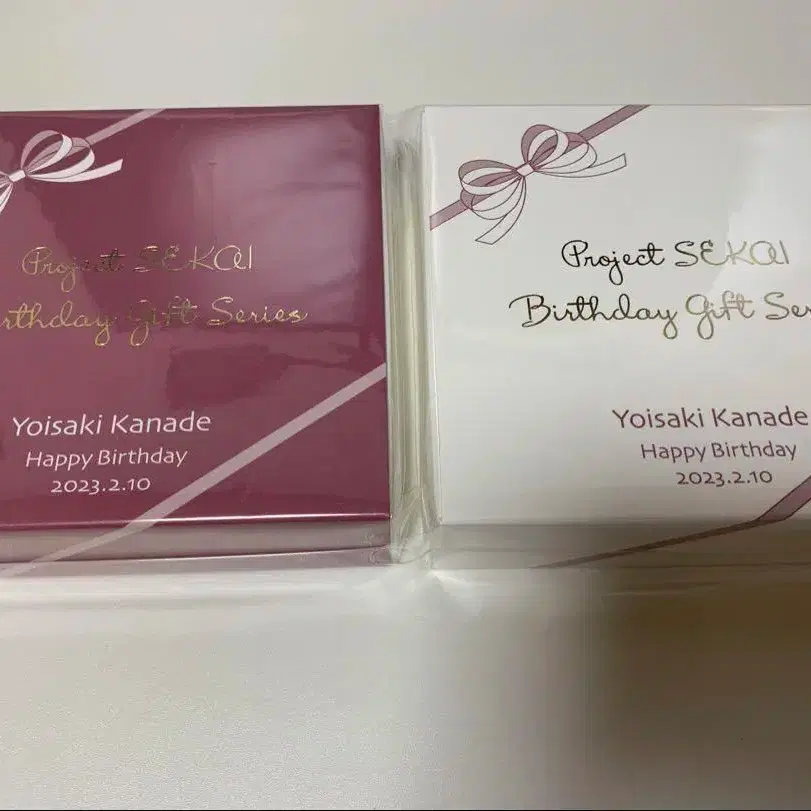 Project SEKAI
rthday Gift Series
Yoisaki Kanade
Happy Birthday
2023.2.10
Project SEKAI
Birthday Gift Ser
Yoisaki Kanade
Happy Birthday
2023.2.10